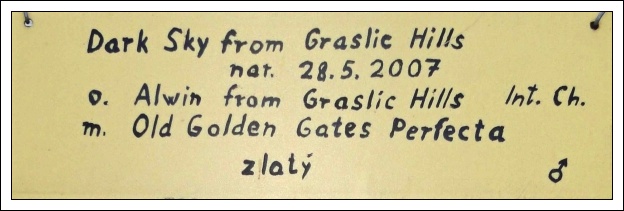 Dark Sky from Graslic Hills
nar. 28.5.2007
o. Alwin from Graslic Hills Int. Ch.
m. Old Golden Gates Perfecta
zlatý ♂